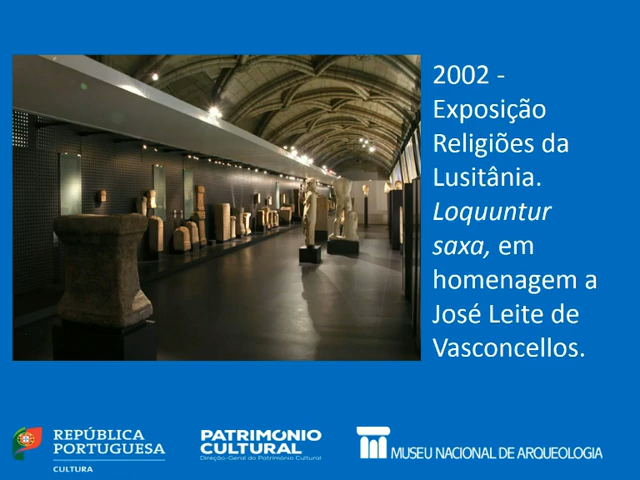 2002 -
Exposição
Religiões da
Lusitânia.
Loquuntur
saxa, em
homenagem a
José Leite de
Vasconcellos.
REPÚBLICA
PORTUGUESA
CULTURA
PATRIMÓNIO
CULTURAL
Direção-Geral do Património Cultural
MUSEU NACIONAL DE ARQUEOLOGIA